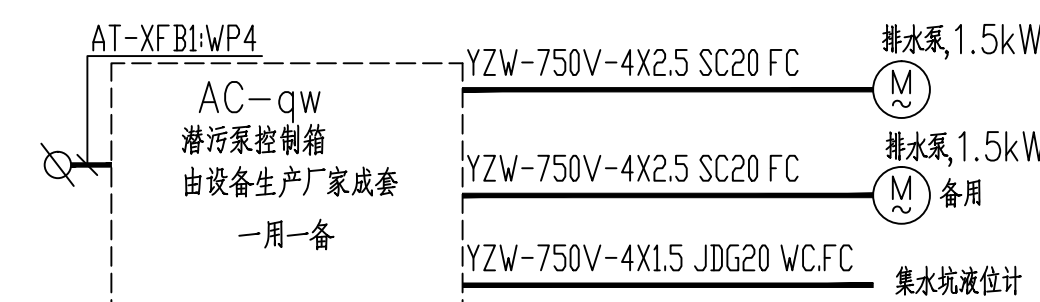 AT-XFB1:WP4
AC-qw
潜污泵控制箱
由设备生产厂家成套
一用一备
YZW-750V-4X2.5 SC20 FC
排水泵,1.5kW
M
~
YZW-750V-4X2.5 SC20 FC
排水泵,1.5kW
M
~
备用
YZW-750V-4X1.5 JDG20 WC.FC
集水坑液位计